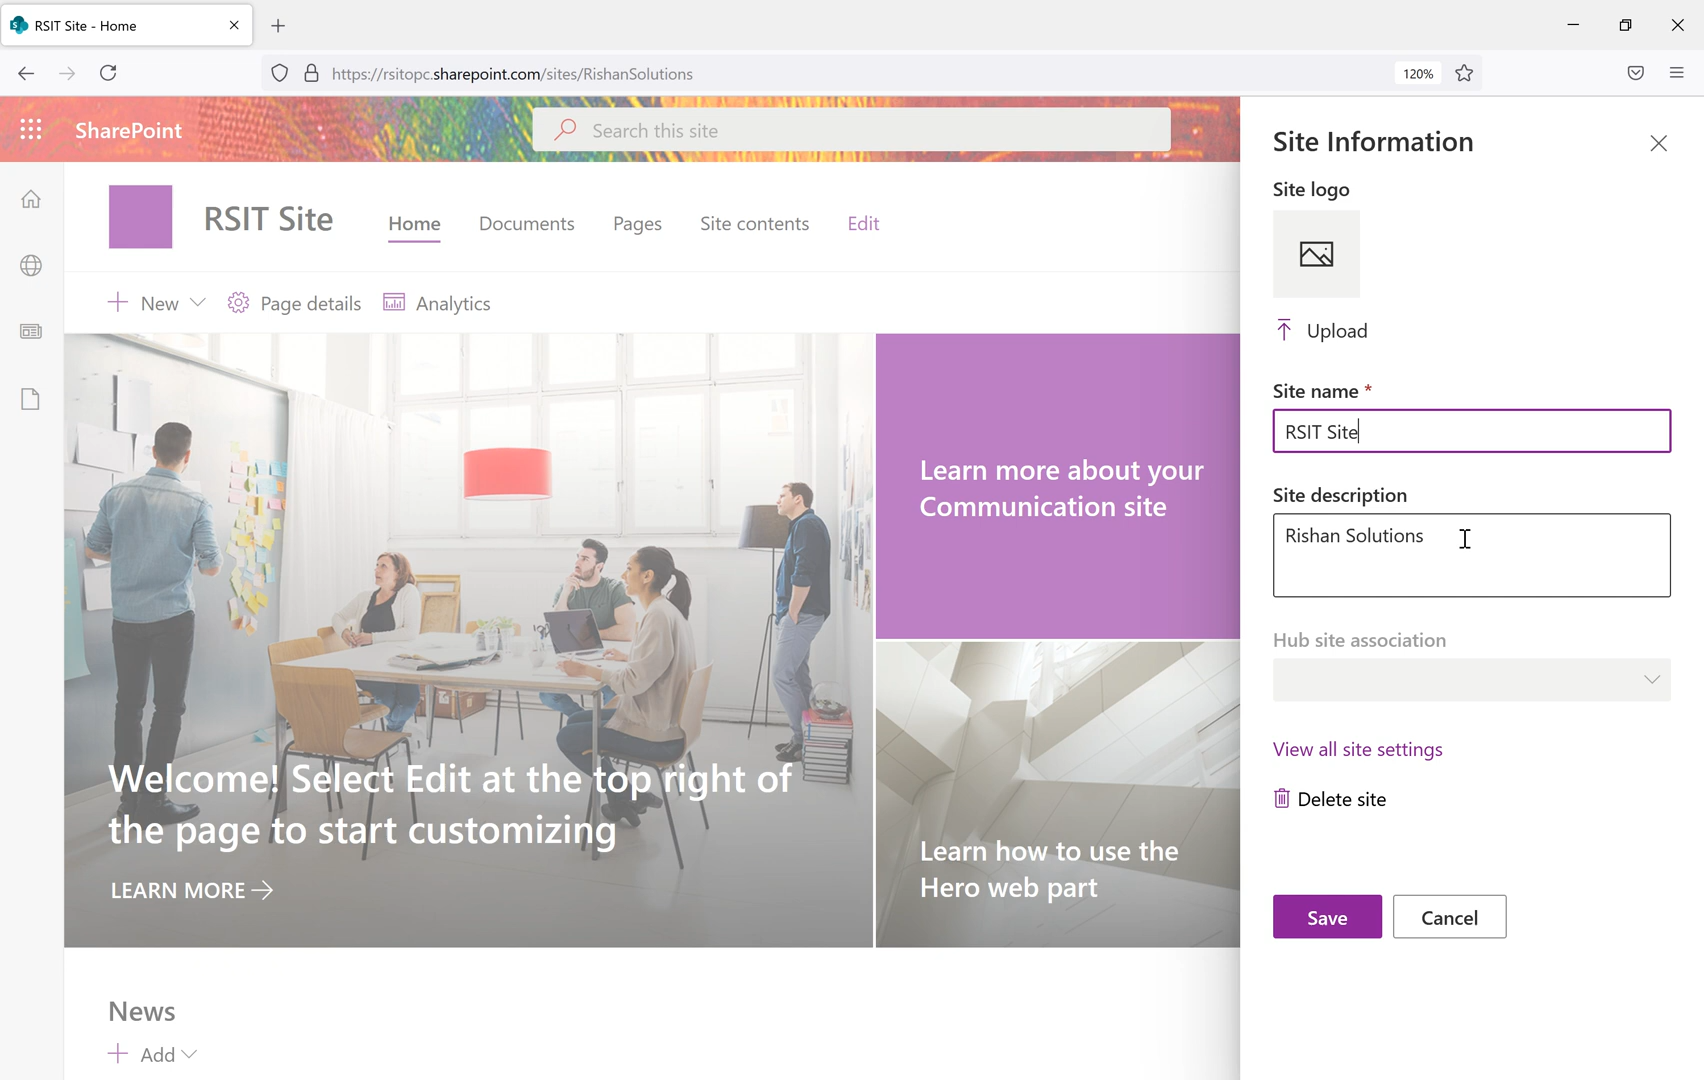 RSIT Site - Home
https://rsitopc.sharepoint.com/sites/RishanSolutions
120%
SharePoint
Search this site
RSIT Site
Home
Documents
Pages
Site contents
Edit
New
Page details
Analytics
Welcome! Select Edit at the top right of
the page to start customizing
LEARN MORE
Learn more about your
Communication site
Learn how to use the
Hero web part
News
Add
Site Information
Site logo
Upload
Site name *
RSIT Site
Site description
Rishan Solutions
Hub site association
View all site settings
Delete site
Save
Cancel